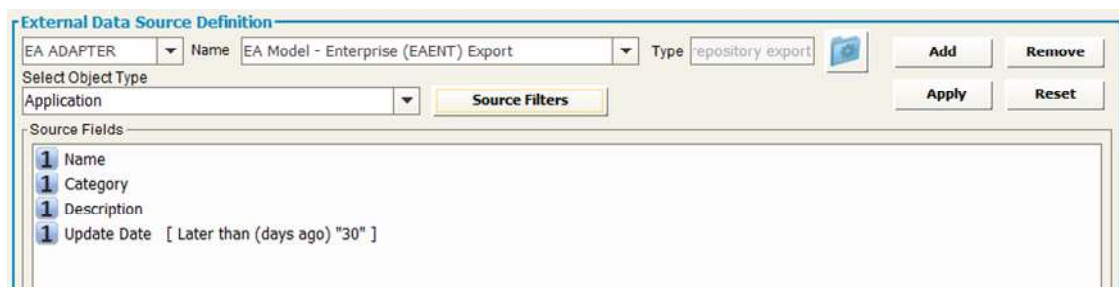 External Data Source Definition
EA ADAPTER Name EA Model - Enterprise (EAENT) Export Type repository export Add Remove
Select Object Type
Application Source Filters Apply Reset
Source Fields
1 Name
1 Category
1 Description
1 Update Date [ Later than (days ago) "30" ]